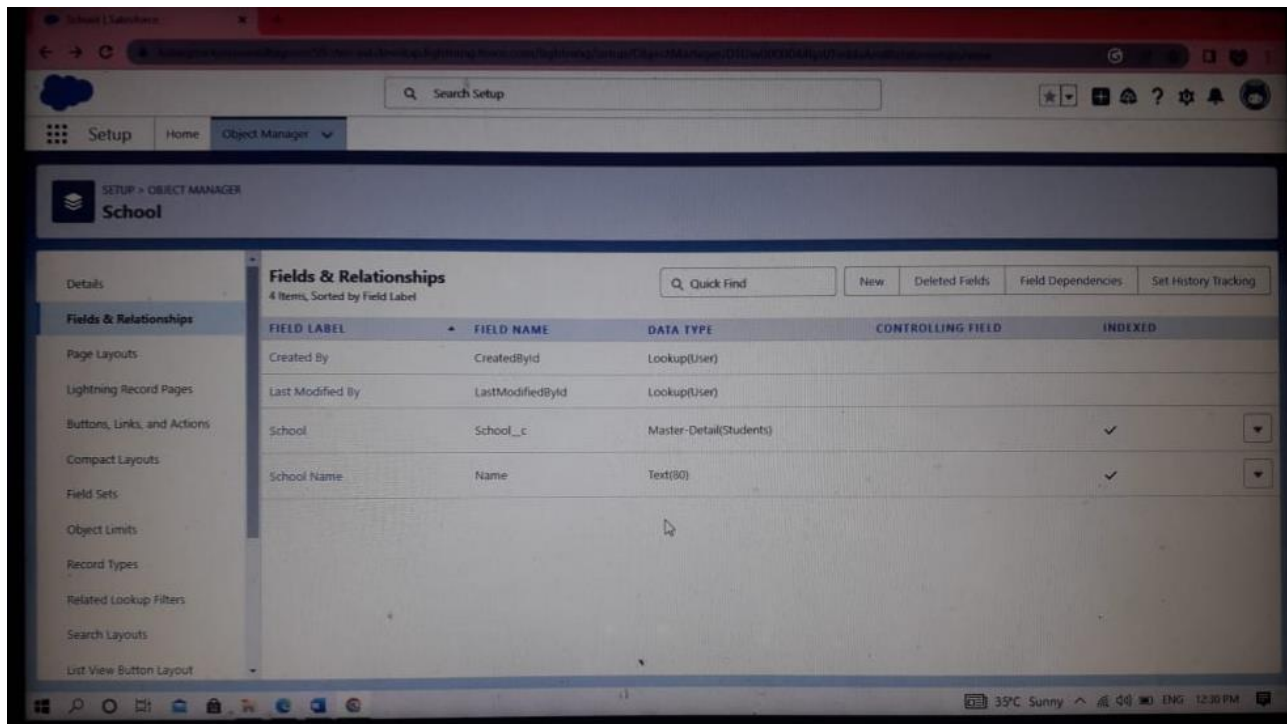 School | Salesforce
Search Setup
Setup Home Object Manager
SETUP > OBJECT MANAGER
School
Details
Fields & Relationships
Page Layouts
Lightning Record Pages
Buttons, Links, and Actions
Compact Layouts
Field Sets
Object Limits
Record Types
Related Lookup Filters
Search Layouts
List View Button Layout
Fields & Relationships
4 Items, Sorted by Field Label
Quick Find New Deleted Fields Field Dependencies Set History Tracking
FIELD LABEL FIELD NAME DATA TYPE CONTROLLING FIELD INDEXED
Created By CreatedById Lookup(User)
Last Modified By LastModifiedById Lookup(User)
School School__c Master-Detail(Students)
School Name Name Text(80)
35°C Sunny ENG 12:30 PM